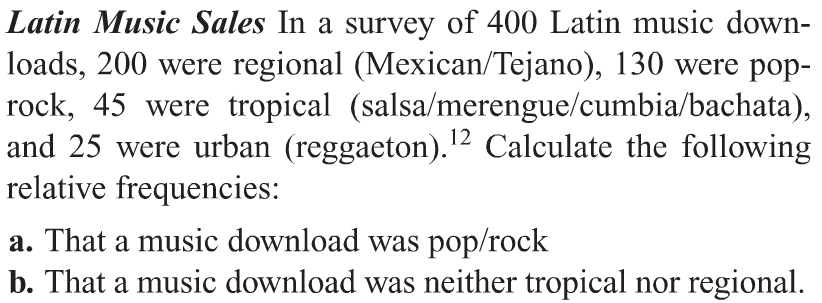 Latin Music Sales In a survey of 400 Latin music down-
loads, 200 were regional (Mexican/Tejano), 130 were pop-
rock, 45 were tropical (salsa/merengue/cumbia/bachata),
and 25 were urban (reggaeton).¹² Calculate the following
relative frequencies:
a. That a music download was pop/rock
b. That a music download was neither tropical nor regional.